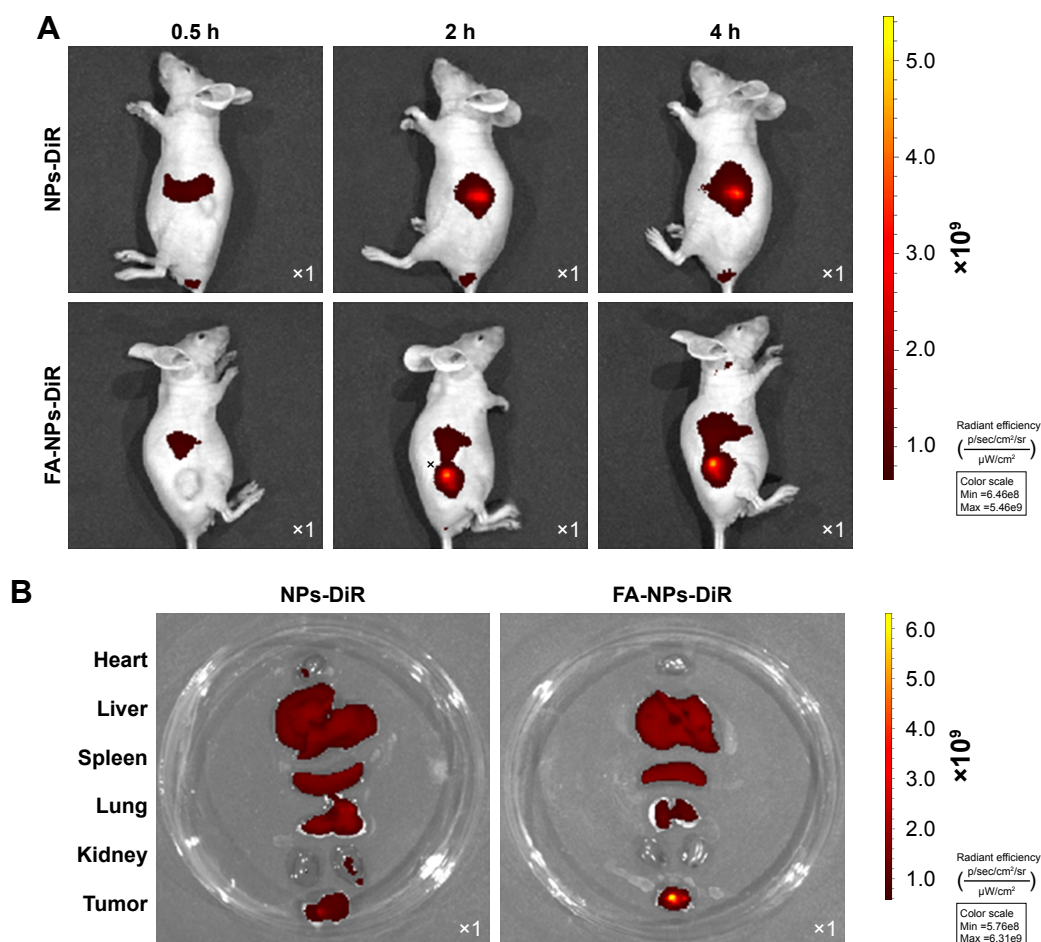 A
0.5 h
2 h
4 h
NPs-DiR
×1
×1
×1
FA-NPs-DiR
×
×1
×1
×1
5.0
4.0
3.0
2.0
1.0
×10⁹
Radiant efficiency
(p/sec/cm²/sr
µW/cm²)
Color scale
Min =6.46e8
Max =5.46e9
B
NPs-DiR
FA-NPs-DiR
Heart
Liver
Spleen
Lung
Kidney
Tumor
×1
×1
6.0
5.0
4.0
3.0
2.0
1.0
×10⁹
Radiant efficiency
(p/sec/cm²/sr
µW/cm²)
Color scale
Min =5.76e8
Max =6.31e9